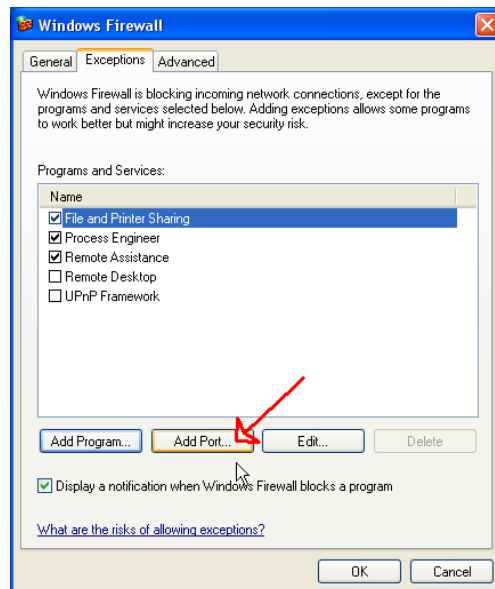 Windows Firewall
General Exceptions Advanced
Windows Firewall is blocking incoming network connections, except for the
programs and services selected below. Adding exceptions allows some programs
to work better but might increase your security risk.
Programs and Services:
Name
File and Printer Sharing
Process Engineer
Remote Assistance
Remote Desktop
UPnP Framework
Add Program... Add Port... Edit... Delete
Display a notification when Windows Firewall blocks a program
What are the risks of allowing exceptions?
OK Cancel